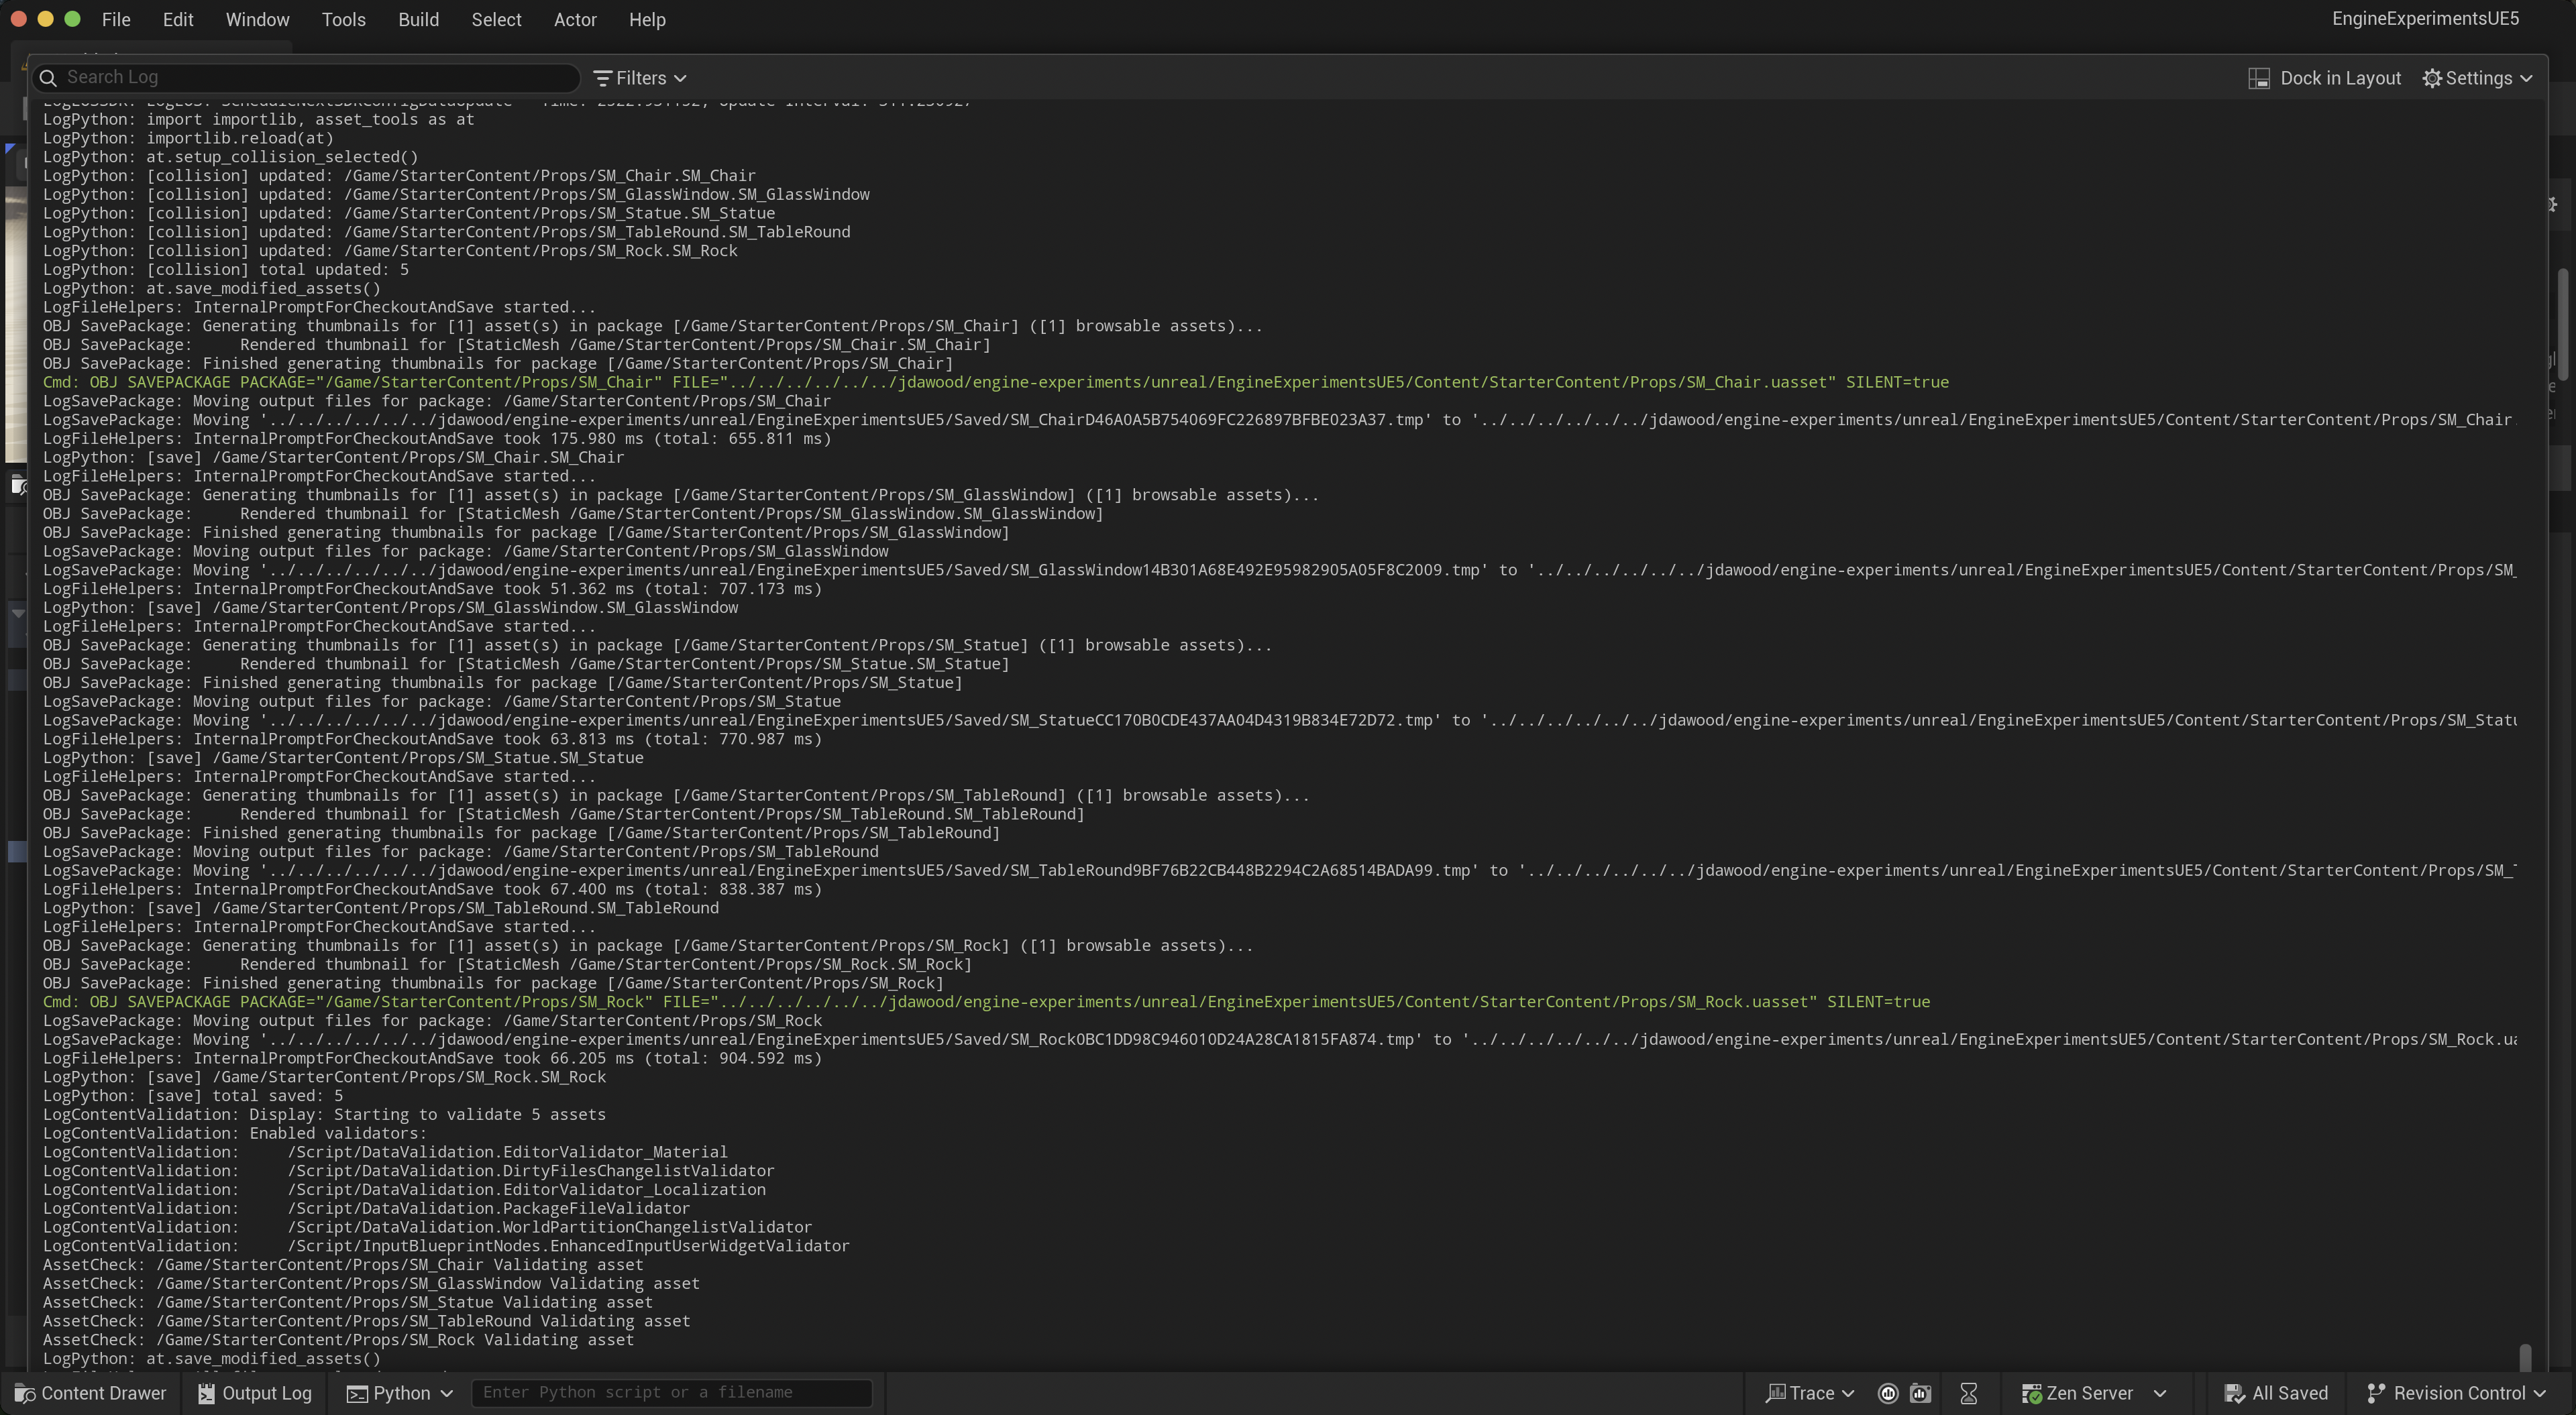 File Edit Window Tools Build Select Actor Help EngineExperimentsUE5
Search Log Filters Dock in Layout Settings
LogPython: import importlib, asset_tools as at
LogPython: importlib.reload(at)
LogPython: at.setup_collision_selected()
LogPython: [collision] updated: /Game/StarterContent/Props/SM_Chair.SM_Chair
LogPython: [collision] updated: /Game/StarterContent/Props/SM_GlassWindow.SM_GlassWindow
LogPython: [collision] updated: /Game/StarterContent/Props/SM_Statue.SM_Statue
LogPython: [collision] updated: /Game/StarterContent/Props/SM_TableRound.SM_TableRound
LogPython: [collision] updated: /Game/StarterContent/Props/SM_Rock.SM_Rock
LogPython: [collision] total updated: 5
LogPython: at.save_modified_assets()
LogFileHelpers: InternalPromptForCheckoutAndSave started...
OBJ SavePackage: Generating thumbnails for [1] asset(s) in package [/Game/StarterContent/Props/SM_Chair] ([1] browsable assets)...
OBJ SavePackage:     Rendered thumbnail for [StaticMesh /Game/StarterContent/Props/SM_Chair.SM_Chair]
OBJ SavePackage: Finished generating thumbnails for package [/Game/StarterContent/Props/SM_Chair]
Cmd: OBJ SAVEPACKAGE PACKAGE="/Game/StarterContent/Props/SM_Chair" FILE="../../../../../../jdawood/engine-experiments/unreal/EngineExperimentsUE5/Content/StarterContent/Props/SM_Chair.uasset" SILENT=true
LogSavePackage: Moving output files for package: /Game/StarterContent/Props/SM_Chair
LogSavePackage: Moving '../../../../../../jdawood/engine-experiments/unreal/EngineExperimentsUE5/Saved/SM_ChairD46A0A5B754069FC226897BFBE023A37.tmp' to '../../../../../../jdawood/engine-experiments/unreal/EngineExperimentsUE5/Content/StarterContent/Props/SM_Chair.
LogFileHelpers: InternalPromptForCheckoutAndSave took 175.980 ms (total: 655.811 ms)
LogPython: [save] /Game/StarterContent/Props/SM_Chair.SM_Chair
LogFileHelpers: InternalPromptForCheckoutAndSave started...
OBJ SavePackage: Generating thumbnails for [1] asset(s) in package [/Game/StarterContent/Props/SM_GlassWindow] ([1] browsable assets)...
OBJ SavePackage:     Rendered thumbnail for [StaticMesh /Game/StarterContent/Props/SM_GlassWindow.SM_GlassWindow]
OBJ SavePackage: Finished generating thumbnails for package [/Game/StarterContent/Props/SM_GlassWindow]
LogSavePackage: Moving output files for package: /Game/StarterContent/Props/SM_GlassWindow
LogSavePackage: Moving '../../../../../../jdawood/engine-experiments/unreal/EngineExperimentsUE5/Saved/SM_GlassWindow14B301A68E492E95982905A05F8C2009.tmp' to '../../../../../../jdawood/engine-experiments/unreal/EngineExperimentsUE5/Content/StarterContent/Props/SM_
LogFileHelpers: InternalPromptForCheckoutAndSave took 51.362 ms (total: 707.173 ms)
LogPython: [save] /Game/StarterContent/Props/SM_GlassWindow.SM_GlassWindow
LogFileHelpers: InternalPromptForCheckoutAndSave started...
OBJ SavePackage: Generating thumbnails for [1] asset(s) in package [/Game/StarterContent/Props/SM_Statue] ([1] browsable assets)...
OBJ SavePackage:     Rendered thumbnail for [StaticMesh /Game/StarterContent/Props/SM_Statue.SM_Statue]
OBJ SavePackage: Finished generating thumbnails for package [/Game/StarterContent/Props/SM_Statue]
LogSavePackage: Moving output files for package: /Game/StarterContent/Props/SM_Statue
LogSavePackage: Moving '../../../../../../jdawood/engine-experiments/unreal/EngineExperimentsUE5/Saved/SM_StatueCC170B0CDE437AA04D4319B834E72D72.tmp' to '../../../../../../jdawood/engine-experiments/unreal/EngineExperimentsUE5/Content/StarterContent/Props/SM_Statu
LogFileHelpers: InternalPromptForCheckoutAndSave took 63.813 ms (total: 770.987 ms)
LogPython: [save] /Game/StarterContent/Props/SM_Statue.SM_Statue
LogFileHelpers: InternalPromptForCheckoutAndSave started...
OBJ SavePackage: Generating thumbnails for [1] asset(s) in package [/Game/StarterContent/Props/SM_TableRound] ([1] browsable assets)...
OBJ SavePackage:     Rendered thumbnail for [StaticMesh /Game/StarterContent/Props/SM_TableRound.SM_TableRound]
OBJ SavePackage: Finished generating thumbnails for package [/Game/StarterContent/Props/SM_TableRound]
LogSavePackage: Moving output files for package: /Game/StarterContent/Props/SM_TableRound
LogSavePackage: Moving '../../../../../../jdawood/engine-experiments/unreal/EngineExperimentsUE5/Saved/SM_TableRound9BF76B22CB448B2294C2A68514BADA99.tmp' to '../../../../../../jdawood/engine-experiments/unreal/EngineExperimentsUE5/Content/StarterContent/Props/SM_T
LogFileHelpers: InternalPromptForCheckoutAndSave took 67.400 ms (total: 838.387 ms)
LogPython: [save] /Game/StarterContent/Props/SM_TableRound.SM_TableRound
LogFileHelpers: InternalPromptForCheckoutAndSave started...
OBJ SavePackage: Generating thumbnails for [1] asset(s) in package [/Game/StarterContent/Props/SM_Rock] ([1] browsable assets)...
OBJ SavePackage:     Rendered thumbnail for [StaticMesh /Game/StarterContent/Props/SM_Rock.SM_Rock]
OBJ SavePackage: Finished generating thumbnails for package [/Game/StarterContent/Props/SM_Rock]
Cmd: OBJ SAVEPACKAGE PACKAGE="/Game/StarterContent/Props/SM_Rock" FILE="../../../../../../jdawood/engine-experiments/unreal/EngineExperimentsUE5/Content/StarterContent/Props/SM_Rock.uasset" SILENT=true
LogSavePackage: Moving output files for package: /Game/StarterContent/Props/SM_Rock
LogSavePackage: Moving '../../../../../../jdawood/engine-experiments/unreal/EngineExperimentsUE5/Saved/SM_Rock0BC1DD98C946010D24A28CA1815FA874.tmp' to '../../../../../../jdawood/engine-experiments/unreal/EngineExperimentsUE5/Content/StarterContent/Props/SM_Rock.ua
LogFileHelpers: InternalPromptForCheckoutAndSave took 66.205 ms (total: 904.592 ms)
LogPython: [save] /Game/StarterContent/Props/SM_Rock.SM_Rock
LogPython: [save] total saved: 5
LogContentValidation: Display: Starting to validate 5 assets
LogContentValidation: Enabled validators:
LogContentValidation:     /Script/DataValidation.EditorValidator_Material
LogContentValidation:     /Script/DataValidation.DirtyFilesChangelistValidator
LogContentValidation:     /Script/DataValidation.EditorValidator_Localization
LogContentValidation:     /Script/DataValidation.PackageFileValidator
LogContentValidation:     /Script/DataValidation.WorldPartitionChangelistValidator
LogContentValidation:     /Script/InputBlueprintNodes.EnhancedInputUserWidgetValidator
AssetCheck: /Game/StarterContent/Props/SM_Chair Validating asset
AssetCheck: /Game/StarterContent/Props/SM_GlassWindow Validating asset
AssetCheck: /Game/StarterContent/Props/SM_Statue Validating asset
AssetCheck: /Game/StarterContent/Props/SM_TableRound Validating asset
AssetCheck: /Game/StarterContent/Props/SM_Rock Validating asset
LogPython: at.save_modified_assets()
Content Drawer Output Log Python Enter Python script or a filename Trace Zen Server All Saved Revision Control